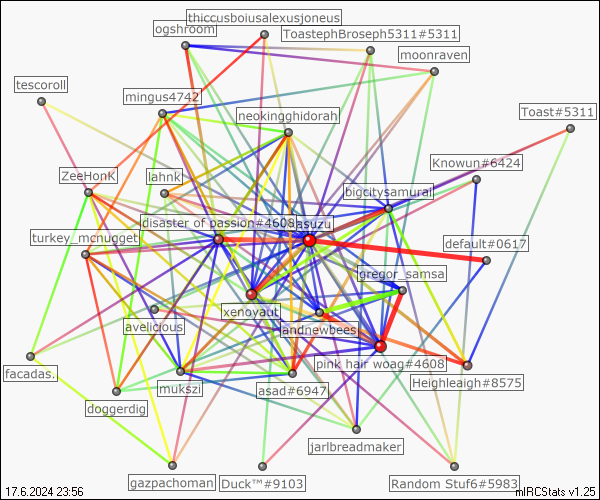 thiccusboiusalexusjoneus
ogshroom
ToastephBroseph5311#5311
moonraven
tescoroll
mingus4742
neokingghidorah
Toast#5311
Knowun#6424
ZeeHonK
lahnki
bigcitysamurai
disaster of passion#4608
asuzu
turkey_mcnugget
default#0617
gregor_samsa
xenoyaut
avelicious
andnewbees
pink hair woag#4608
facadas.
mukszi
asad#6947
Heighleigh#8575
doggerdig
jarlbreadmaker
gazpachoman
Duck™#9103
Random Stuf6#5983
17.6.2024 23:56
mIRCStats v1.25